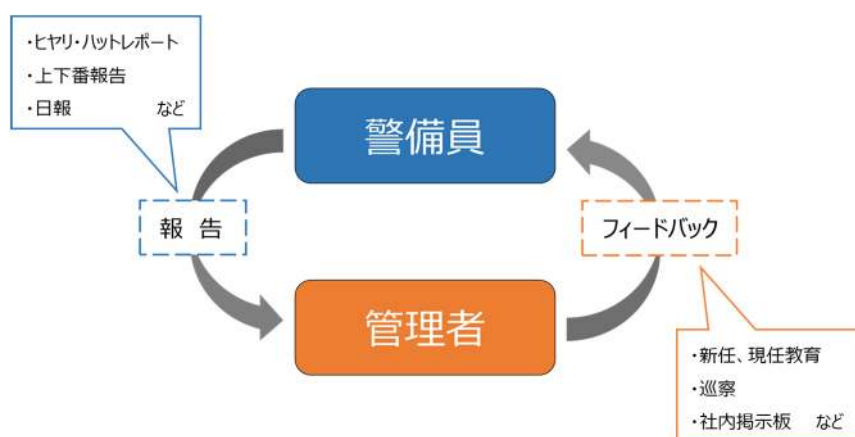 ・ヒヤリ・ハットレポート
・上下番報告
・日報 など
警備員
報 告
フィードバック
管理者
・新任、現任教育
・巡察
・社内掲示板 など